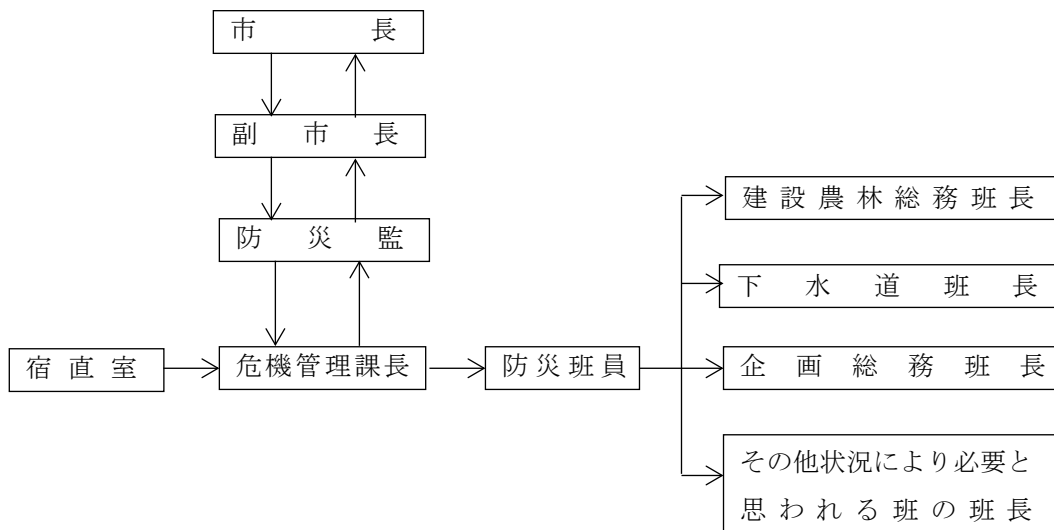 市長
副市長
防災監
建設農林総務班長
下水道班長
宿直室
危機管理課長
防災班員
企画総務班長
その他状況により必要と
思われる班の班長